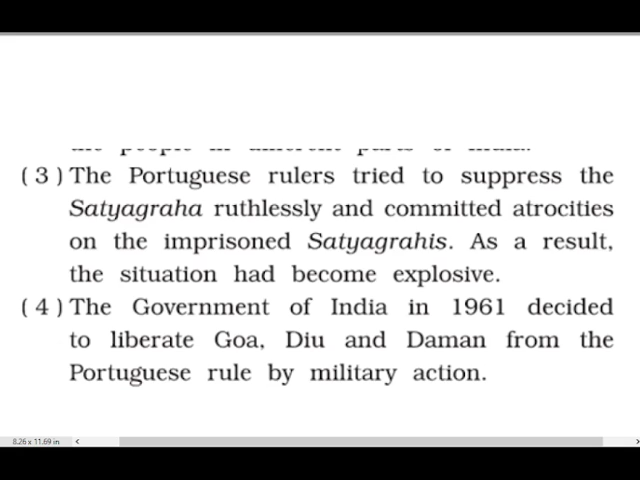 ( 3 ) The Portuguese rulers tried to suppress the
Satyagraha ruthlessly and committed atrocities
on the imprisoned Satyagrahis. As a result,
the situation had become explosive.
( 4 ) The Government of India in 1961 decided
to liberate Goa, Diu and Daman from the
Portuguese rule by military action.
8.26 x 11.69 in